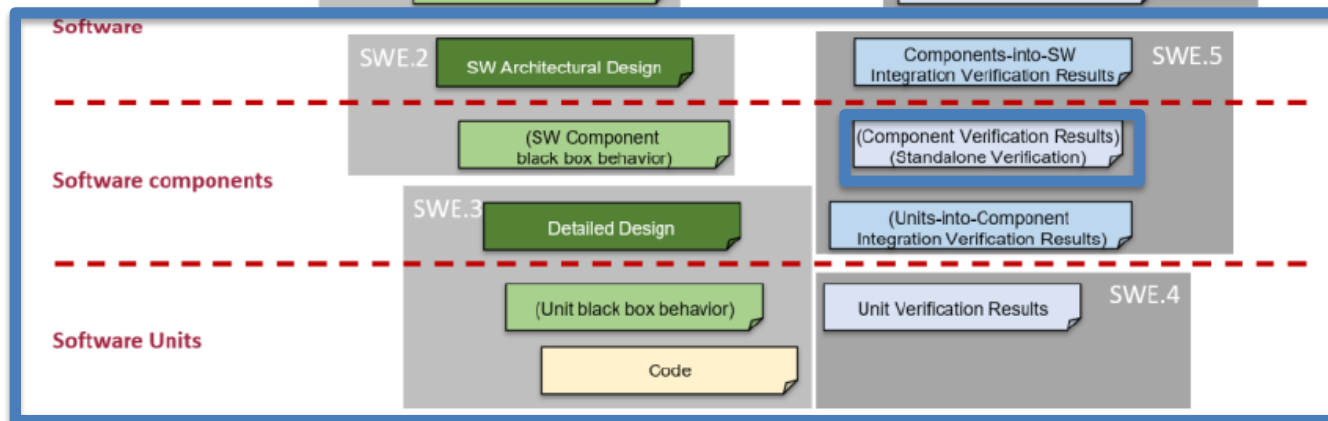 Software
SWE.2
SW Architectural Design
Components-into-SW
Integration Verification Results
SWE.5
(SW Component
black box behavior)
(Component Verification Results)
(Standalone Verification)
Software components
SWE.3
Detailed Design
(Units-into-Component
Integration Verification Results)
(Unit black box behavior)
Unit Verification Results
SWE.4
Software Units
Code